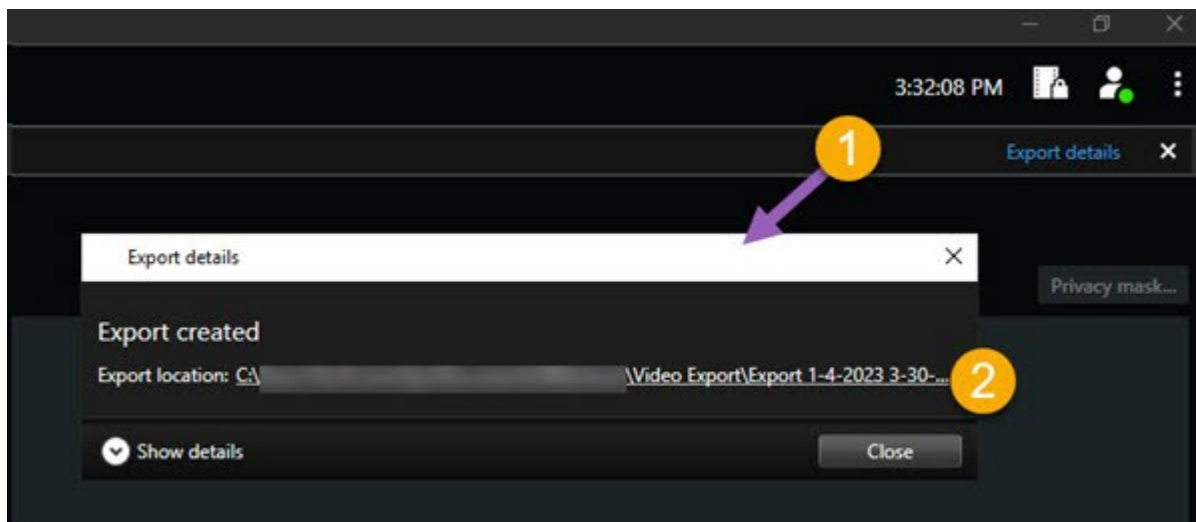 3:32:08 PM
1
Export details
Export details
Privacy mask...
Export created
Export location: C:\ \Video Export\Export 1-4-2023 3-30-...
2
Show details
Close